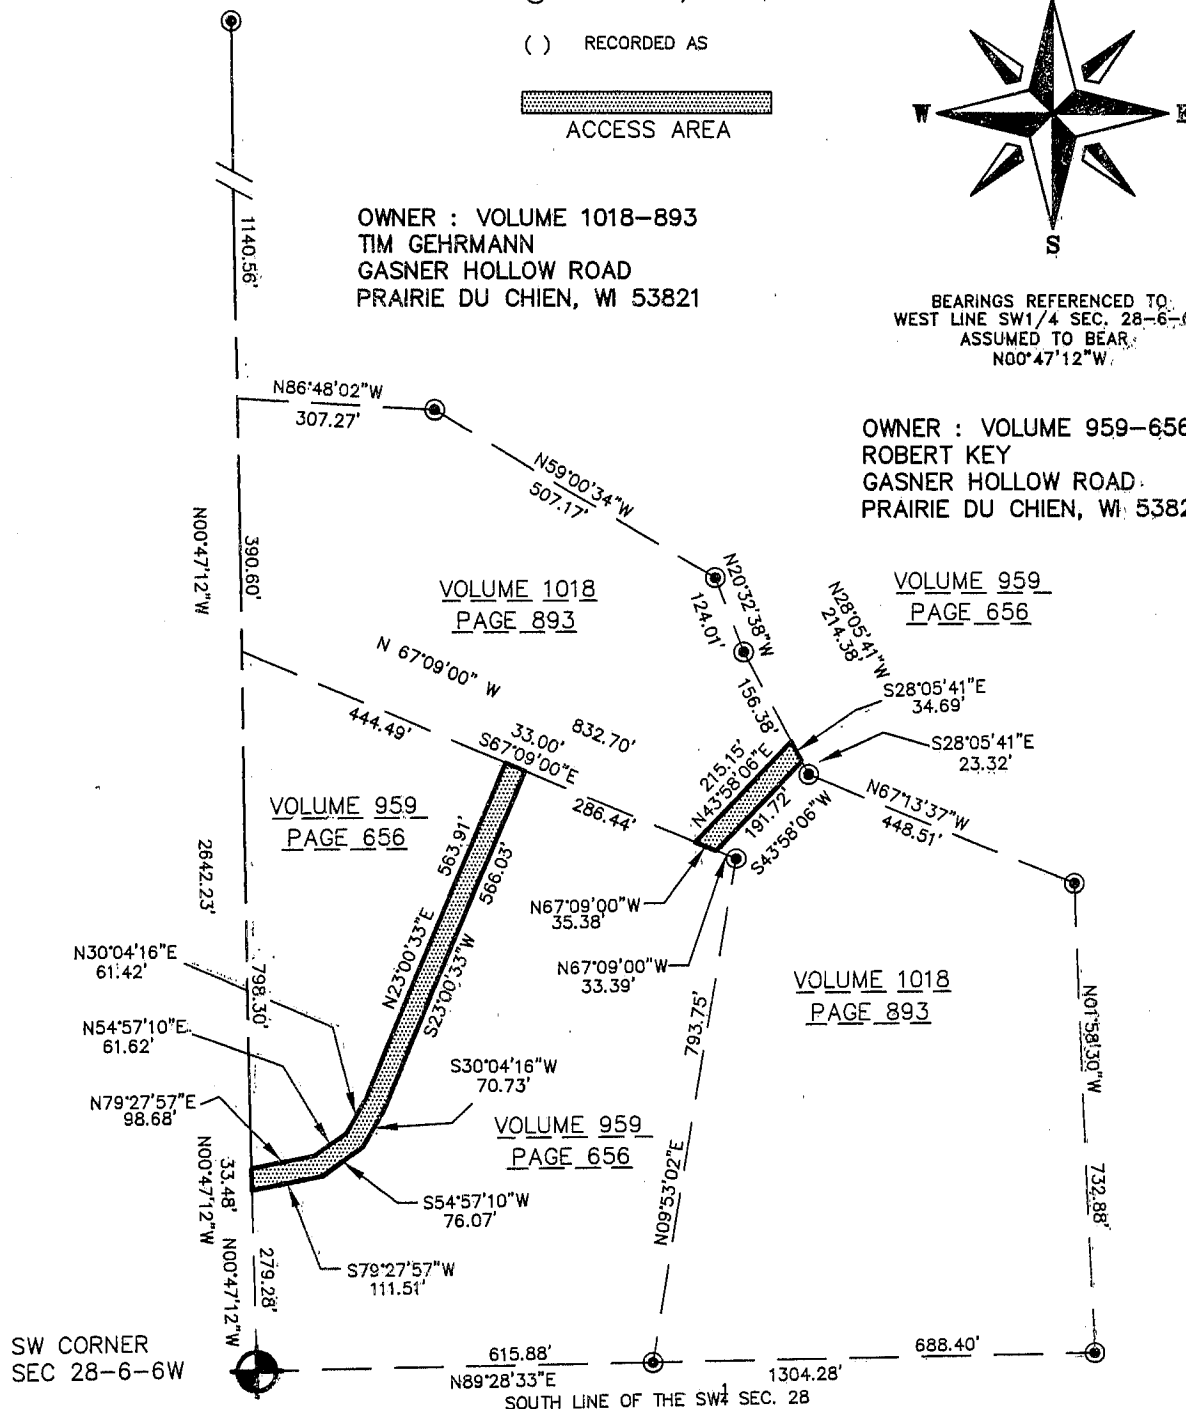 ( ) RECORDED AS
ACCESS AREA
W
S
1140.56'
OWNER : VOLUME 1018-893
TIM GEHRMANN
GASNER HOLLOW ROAD
PRAIRIE DU CHIEN, WI 53821
BEARINGS REFERENCED TO
WEST LINE SW1/4 SEC. 28-6-6
ASSUMED TO BEAR
N00°47'12"W
N86°48'02"W
307.27'
OWNER : VOLUME 959-656
ROBERT KEY
GASNER HOLLOW ROAD
PRAIRIE DU CHIEN, WI 5382
N59°00'34"W
507.17'
N00°47'12"W
390.60'
VOLUME 1018
PAGE 893
N20°32'38"W
124.01'
VOLUME 959
PAGE 656
N28°05'41"W
214.38'
N 67°09'00" W
832.70'
444.49'
33.00'
S67°09'00"E
286.44'
156.38'
S28°05'41"E
34.69'
S28°05'41"E
23.32'
215.15'
N43°58'06"E
191.72'
S43°58'06"W
N67°13'37"W
448.51'
VOLUME 959
PAGE 656
563.91'
566.03'
N23°00'33"E
S23°00'33"W
2642.23'
N67°09'00"W
35.38'
N67°09'00"W
33.39'
N30°04'16"E
61.42'
798.30'
VOLUME 1018
PAGE 893
N54°57'10"E
61.62'
793.75'
N01°58'30"W
S30°04'16"W
70.73'
N79°27'57"E
98.68'
VOLUME 959
PAGE 656
33.48'
N00°47'12"W
S54°57'10"W
76.07'
N09°53'02"E
732.88'
N00°47'12"W
279.28'
S79°27'57"W
111.51'
SW CORNER
SEC 28-6-6W
615.88'
N89°28'33"E
688.40'
1304.28'
SOUTH LINE OF THE SW¼ SEC. 28